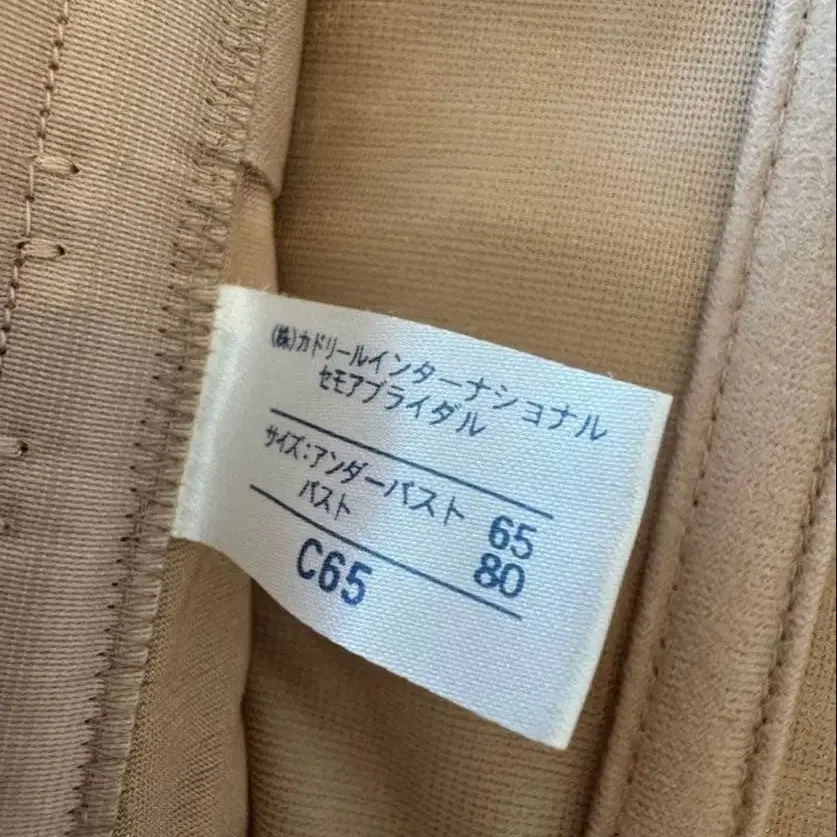 (株)カドリールインターナショナル
セモアブライダル
サイズ:アンダーバスト 65
バスト 80
C65